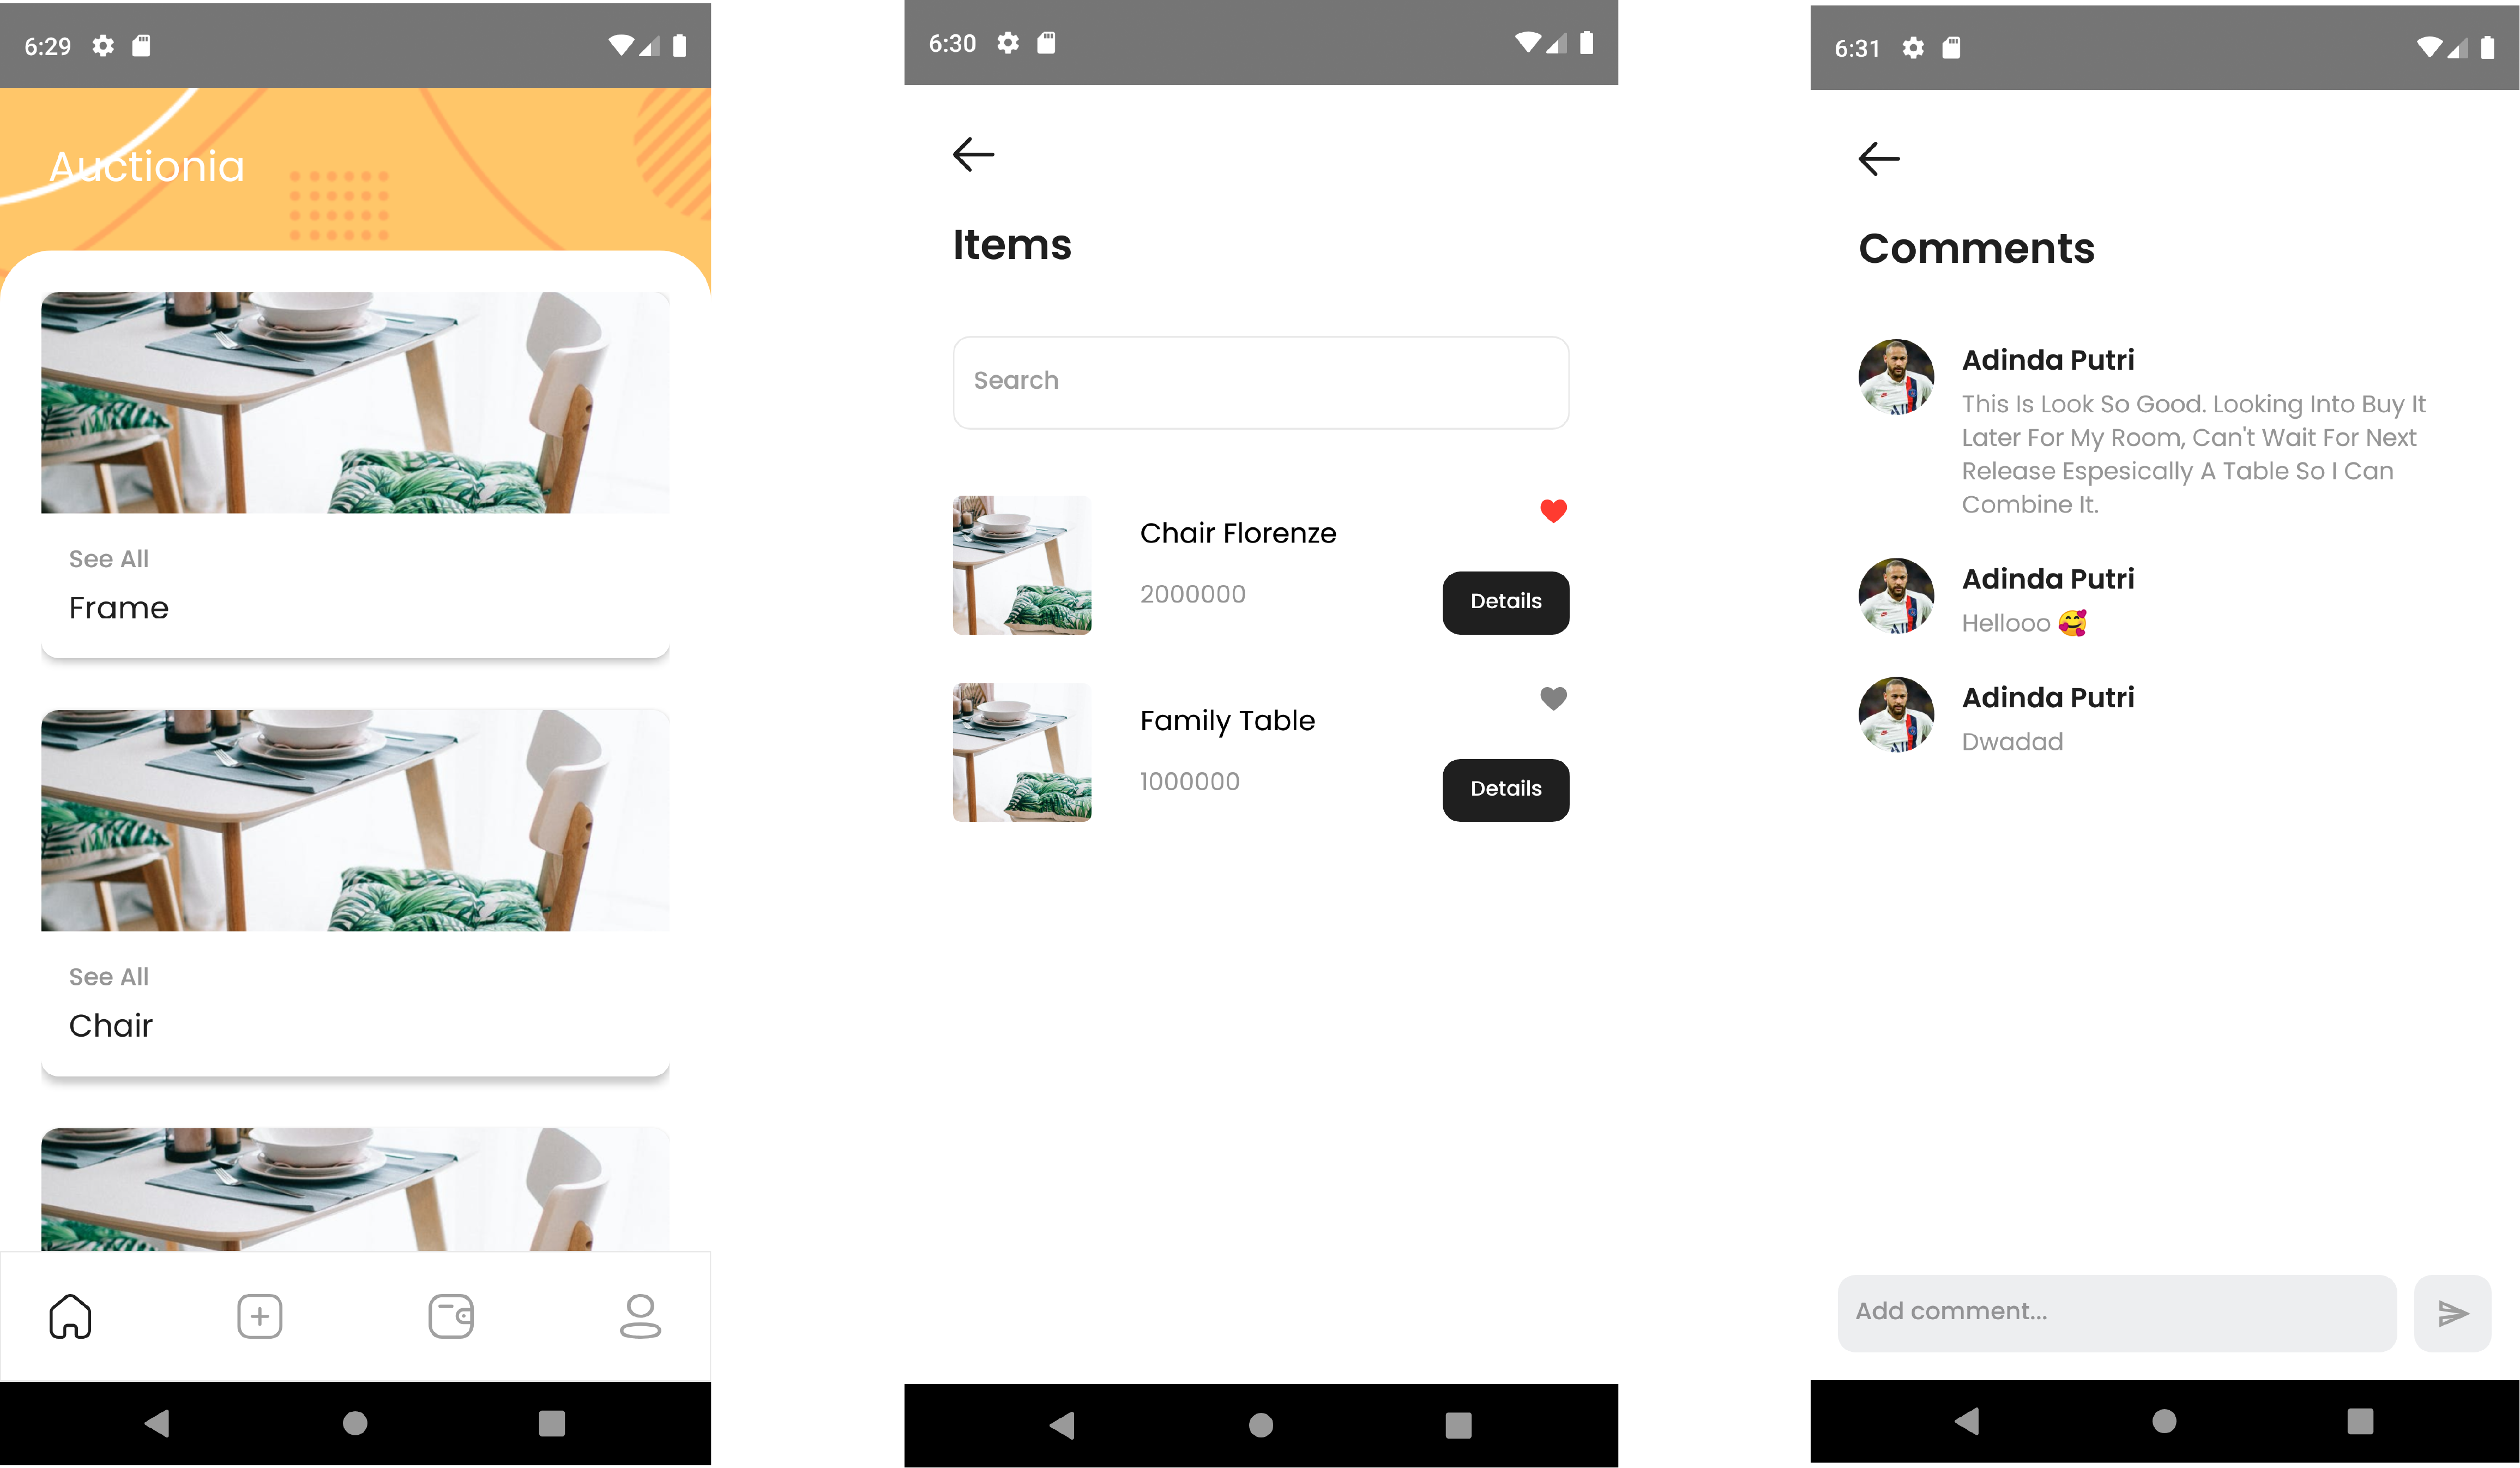 6:29
Auctionia
See All
Frame
See All
Chair
6:30
Items
Search
Chair Florenze
2000000
Details
Family Table
1000000
Details
6:31
Comments
Adinda Putri
This Is Look So Good. Looking Into Buy It
Later For My Room, Can't Wait For Next
Release Espesically A Table So I Can
Combine It.
Adinda Putri
Hellooo 🥰
Adinda Putri
Dwadad
Add comment...